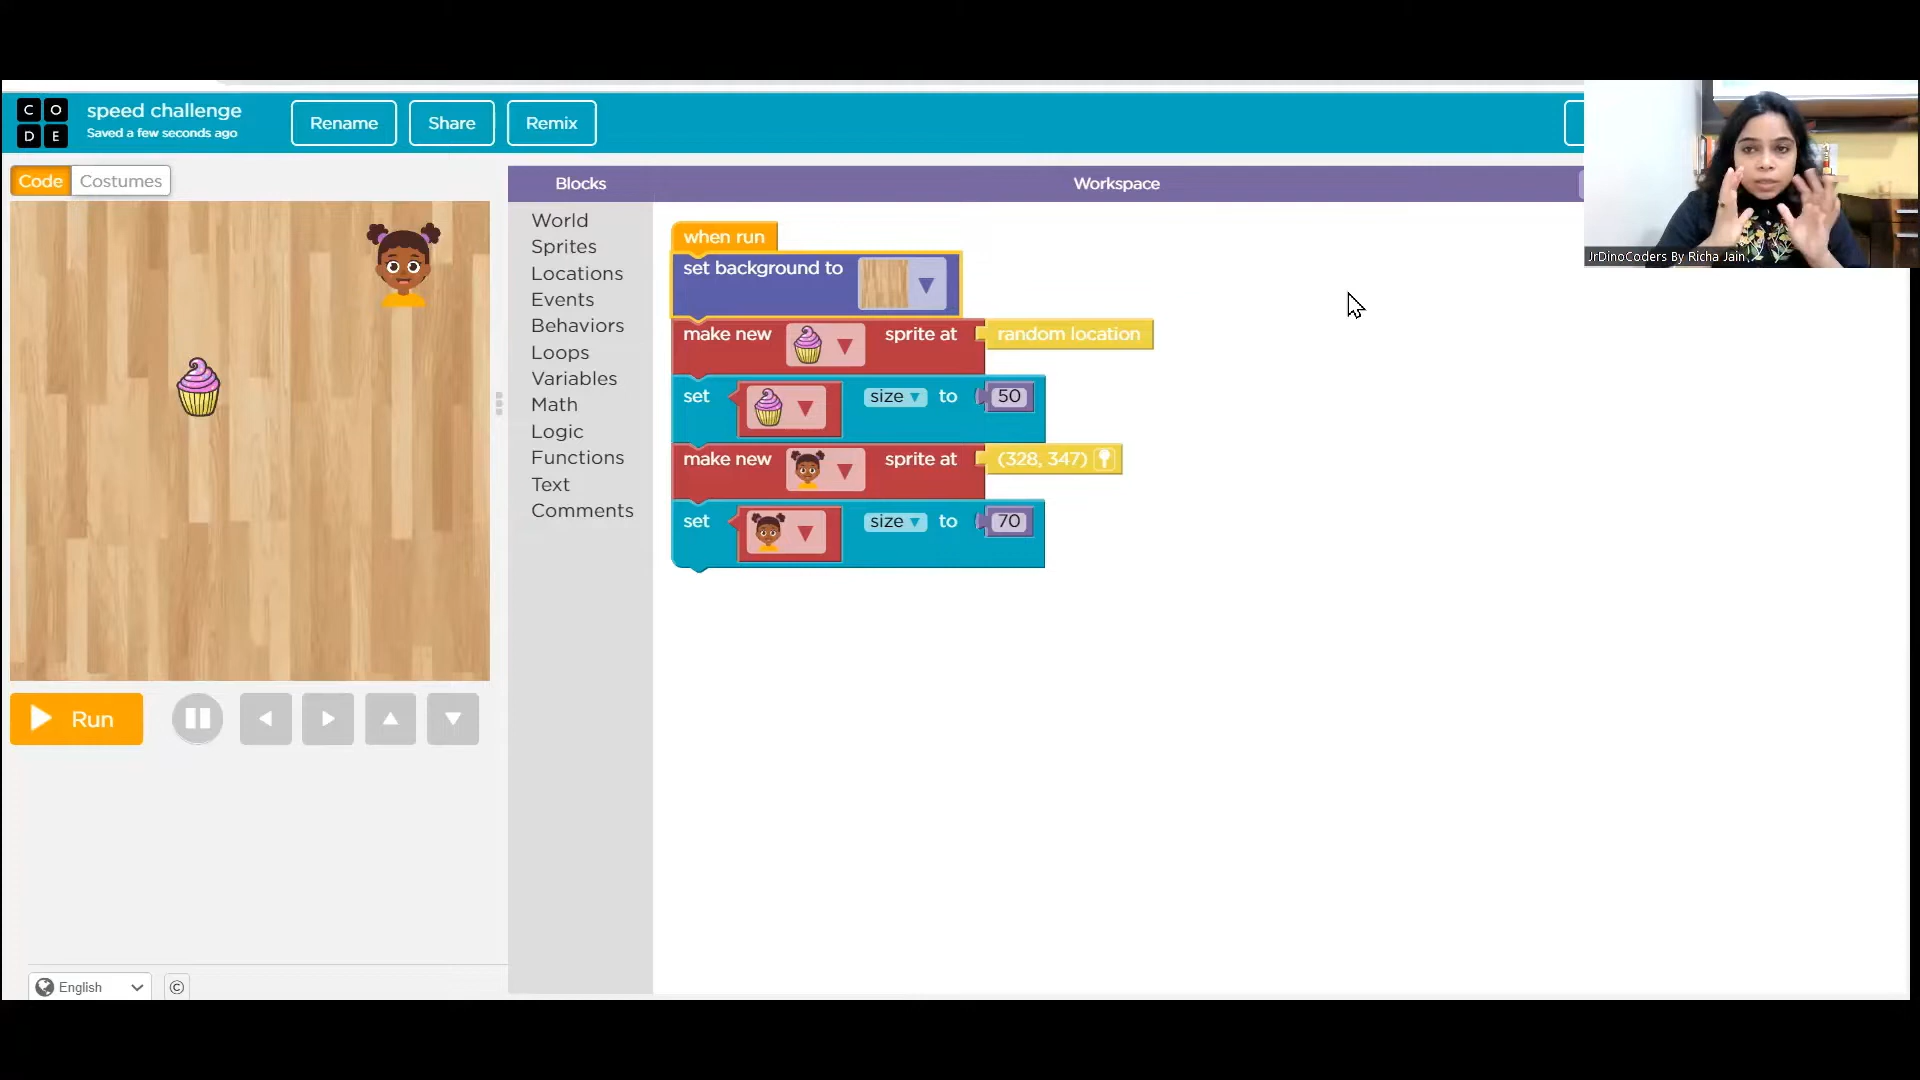 CO
DE
speed challenge
Saved a few seconds ago
Rename
Share
Remix
Code
Costumes
Blocks
Workspace
World
Sprites
Locations
Events
Behaviors
Loops
Variables
Math
Logic
Functions
Text
Comments
when run
set background to
make new sprite at random location
set size to 50
make new sprite at (328, 347)
set size to 70
JrDinoCoders By Richa Jain
Run
English
©